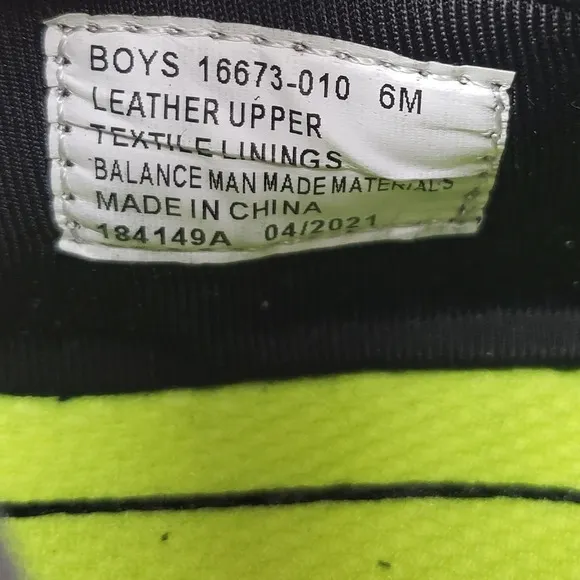 BOYS 16673-010 6M
LEATHER UPPER
TEXTILE LININGS
BALANCE MAN MADE MATERIALS
MADE IN CHINA
184149A 04/2021